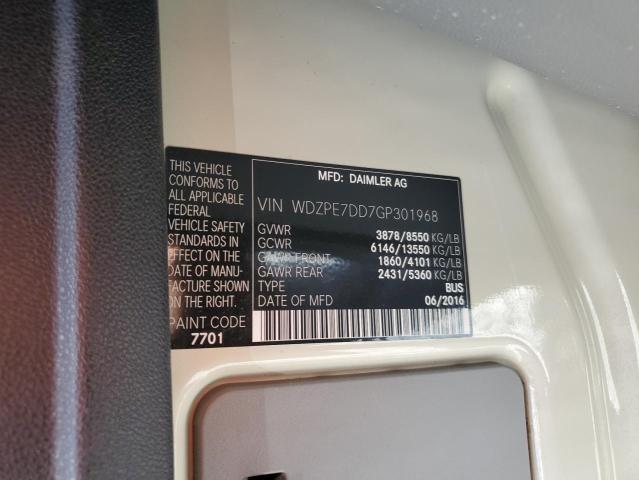 THIS VEHICLE
CONFORMS TO
ALL APPLICABLE
FEDERAL MOTOR
VEHICLE SAFETY
STANDARDS IN
EFFECT ON THE
DATE OF MANU-
FACTURE SHOWN
ON THE RIGHT.
PAINT CODE
7701
MFD: DAIMLER AG
VIN WDZPE7DD7GP301968
GVWR 3878/8550 KG/LB
GCWR 6146/13550 KG/LB
GAWR FRONT 1860/4101 KG/LB
GAWR REAR 2431/5360 KG/LB
TYPE BUS
DATE OF MFD 06/2016